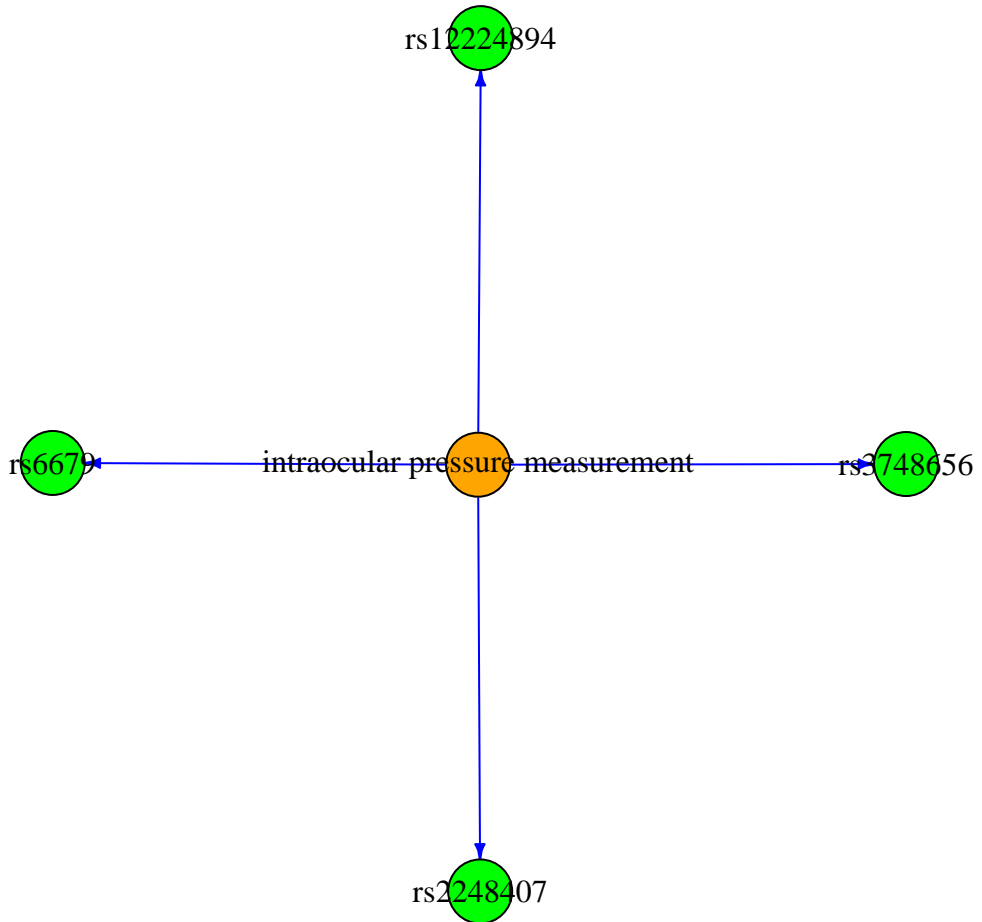 rs12224894
rs6679
intraocular pressure measurement
rs3748656
rs2248407